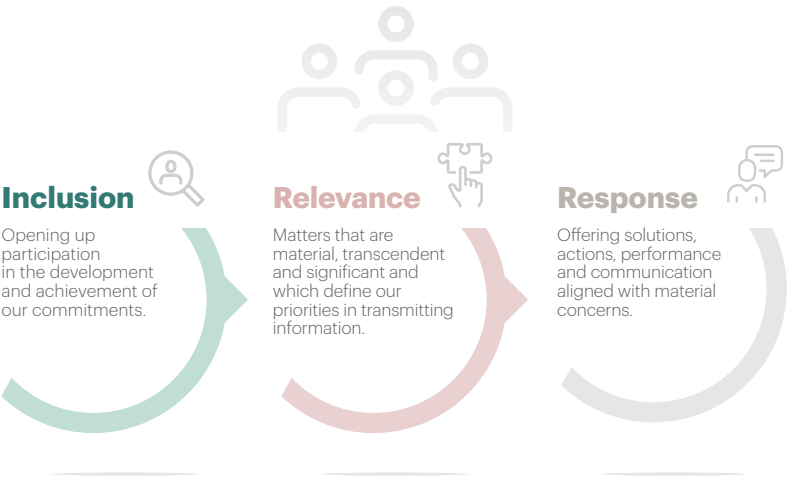 Inclusion
Opening up
participation
in the development
and achievement of
our commitments.
Relevance
Matters that are
material, transcendent
and significant and
which define our
priorities in transmitting
information.
Response
Offering solutions,
actions, performance
and communication
aligned with material
concerns.